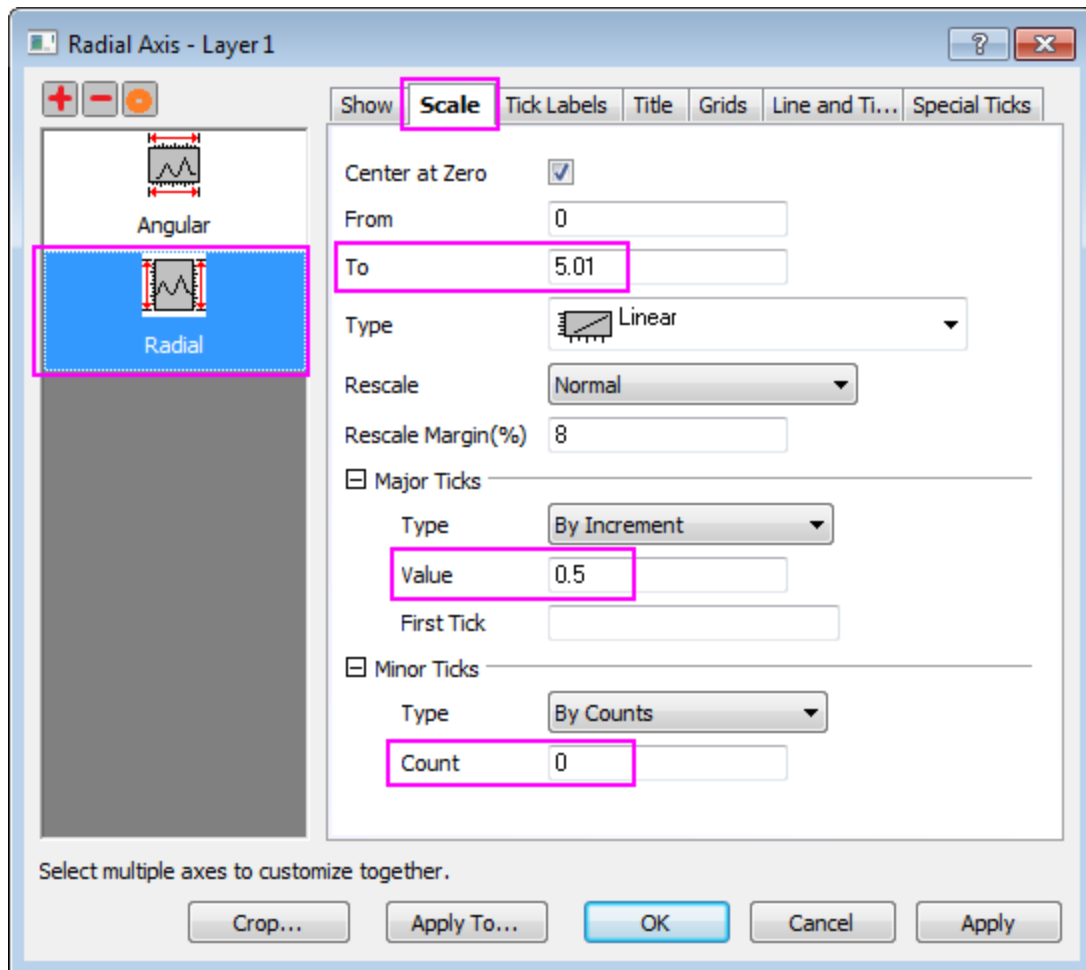 Radial Axis - Layer 1
Show Scale Tick Labels Title Grids Line and Ti... Special Ticks
Angular
Radial
Center at Zero
From 0
To 5.01
Type Linear
Rescale Normal
Rescale Margin(%) 8
Major Ticks
Type By Increment
Value 0.5
First Tick
Minor Ticks
Type By Counts
Count 0
Select multiple axes to customize together.
Crop... Apply To... OK Cancel Apply